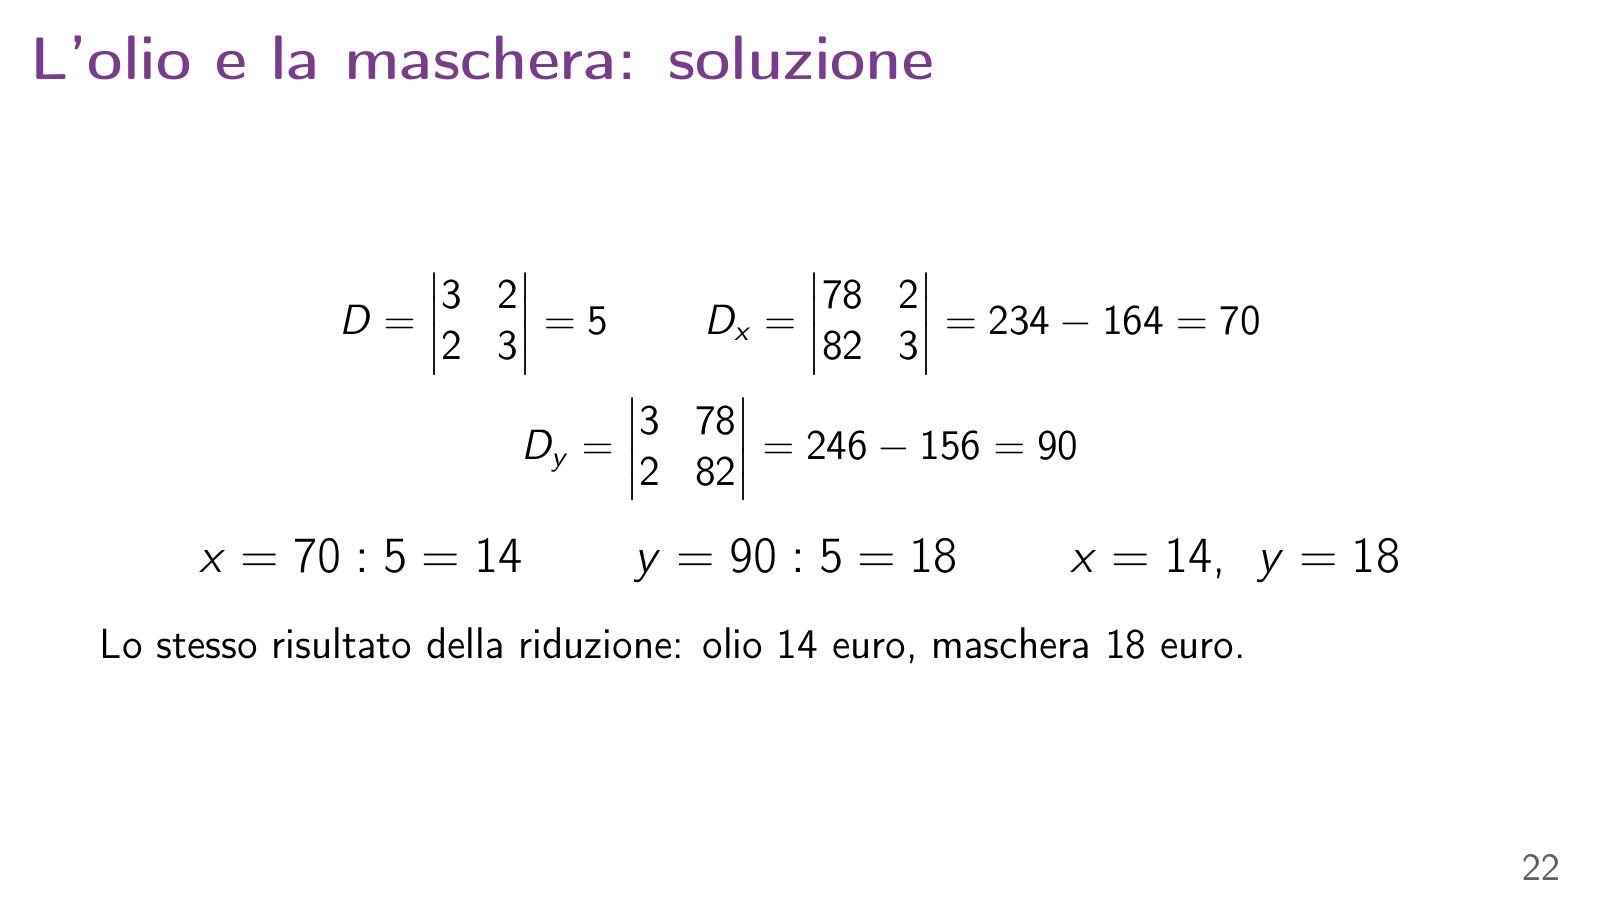 L'olio e la maschera: soluzione
D = |3 2; 2 3| = 5  D_x = |78 2; 82 3| = 234 − 164 = 70
D_y = |3 78; 2 82| = 246 − 156 = 90
x = 70 : 5 = 14  y = 90 : 5 = 18  x = 14, y = 18
Lo stesso risultato della riduzione: olio 14 euro, maschera 18 euro.
22